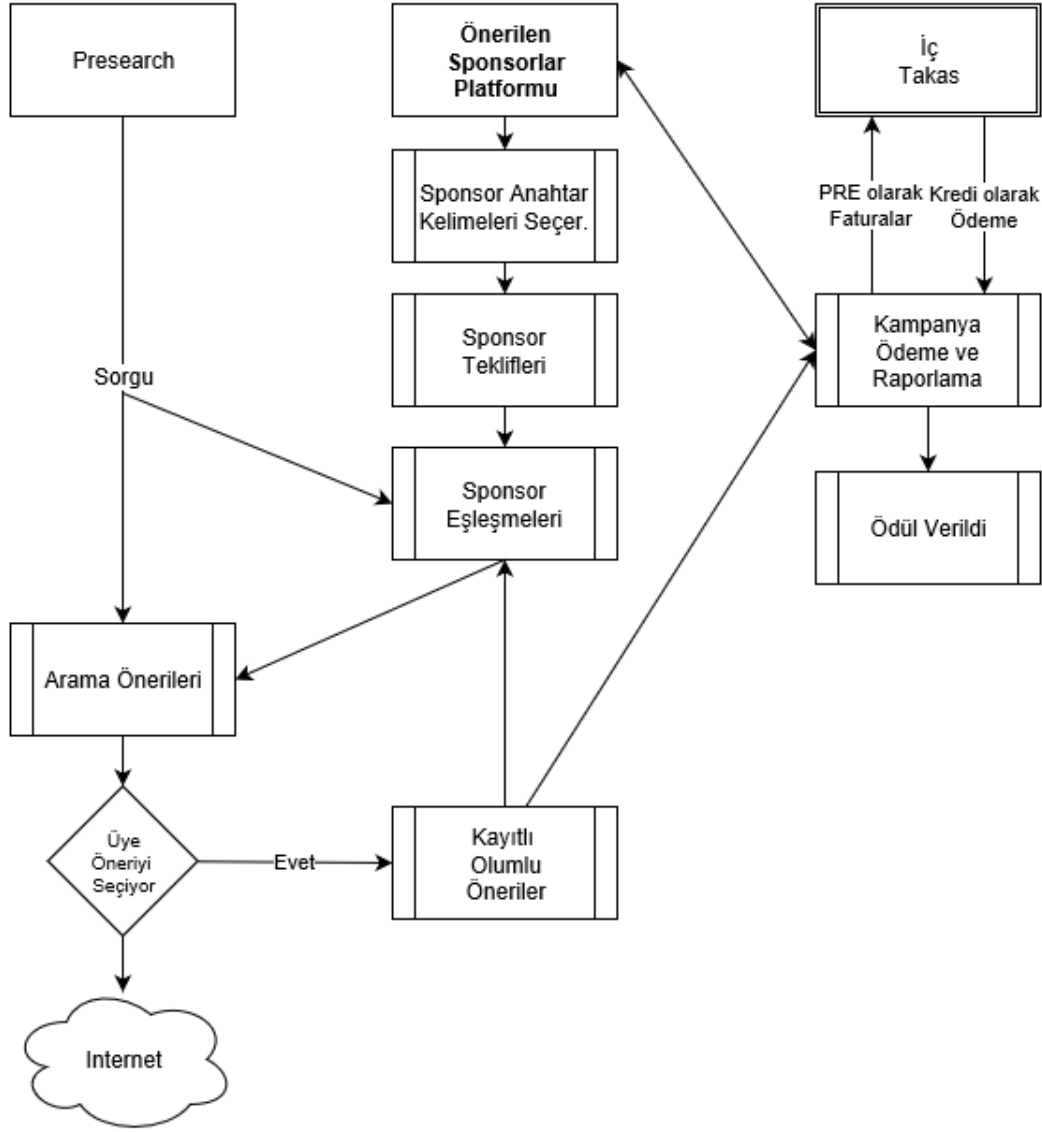 Presearch
Önerilen
Sponsorlar
Platformu
İç
Takas
Sponsor Anahtar
Kelimeleri Seçer.
PRE olarak
Faturalar
Kredi olarak
Ödeme
Sponsor
Teklifleri
Kampanya
Ödeme ve
Raporlama
Sorgu
Sponsor
Eşleşmeleri
Ödül Verildi
Arama Önerileri
Üye
Öneriyi
Seçiyor
Evet
Kayıtlı
Olumlu
Öneriler
Internet